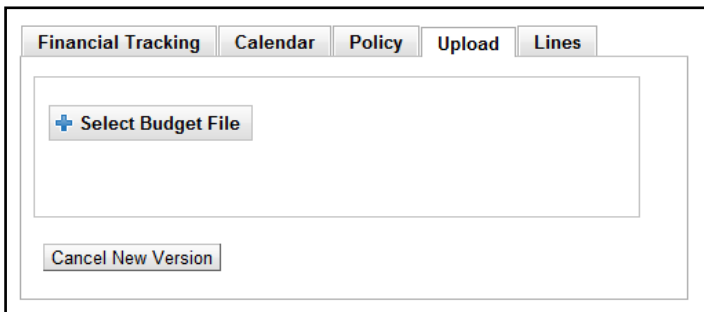 Financial Tracking Calendar Policy Upload Lines
Select Budget File
Cancel New Version